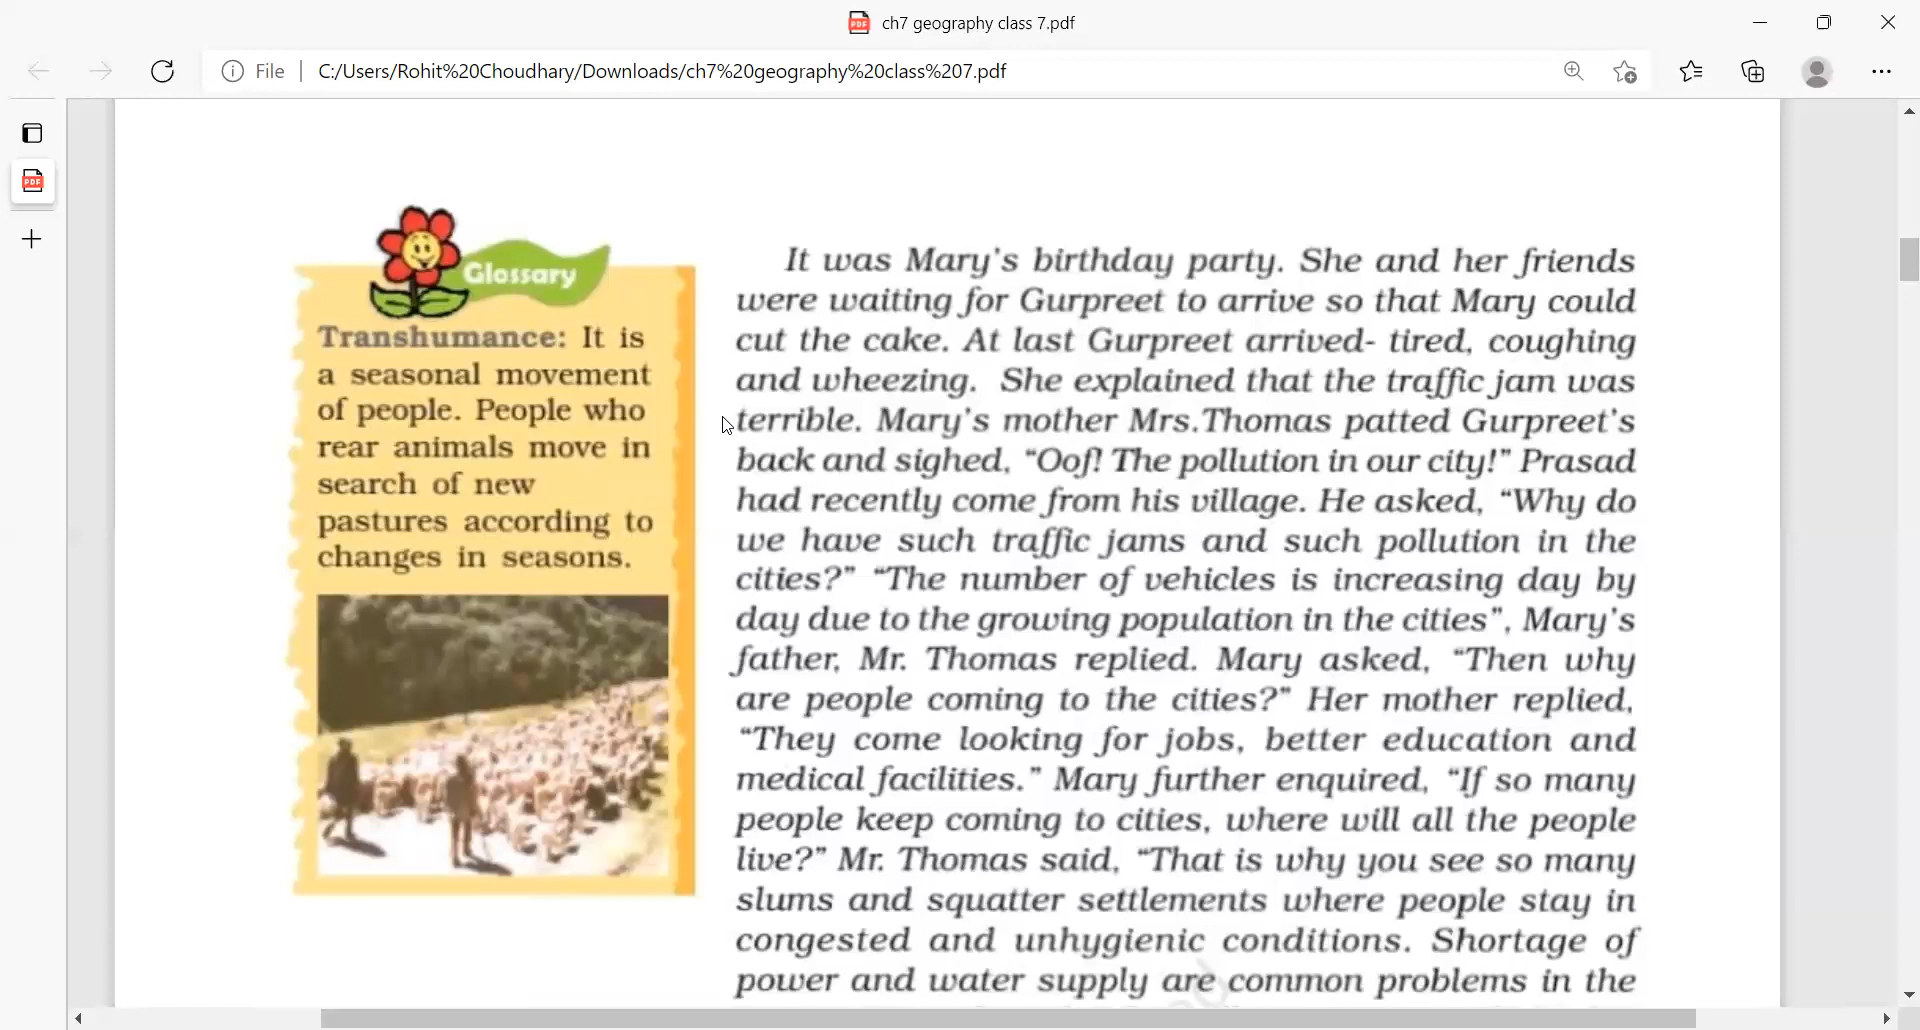 ch7 geography class 7.pdf
File
C:/Users/Rohit%20Choudhary/Downloads/ch7%20geography%20class%207.pdf
Glossary
Transhumance: It is
a seasonal movement
of people. People who
rear animals move in
search of new
pastures according to
changes in seasons.
It was Mary's birthday party. She and her friends
were waiting for Gurpreet to arrive so that Mary could
cut the cake. At last Gurpreet arrived- tired, coughing
and wheezing. She explained that the traffic jam was
terrible. Mary's mother Mrs.Thomas patted Gurpreet's
back and sighed, “Oof! The pollution in our city!” Prasad
had recently come from his village. He asked, “Why do
we have such traffic jams and such pollution in the
cities?” “The number of vehicles is increasing day by
day due to the growing population in the cities”, Mary's
father, Mr. Thomas replied. Mary asked, “Then why
are people coming to the cities?” Her mother replied,
“They come looking for jobs, better education and
medical facilities.” Mary further enquired, “If so many
people keep coming to cities, where will all the people
live?” Mr. Thomas said, “That is why you see so many
slums and squatter settlements where people stay in
congested and unhygienic conditions. Shortage of
power and water supply are common problems in the